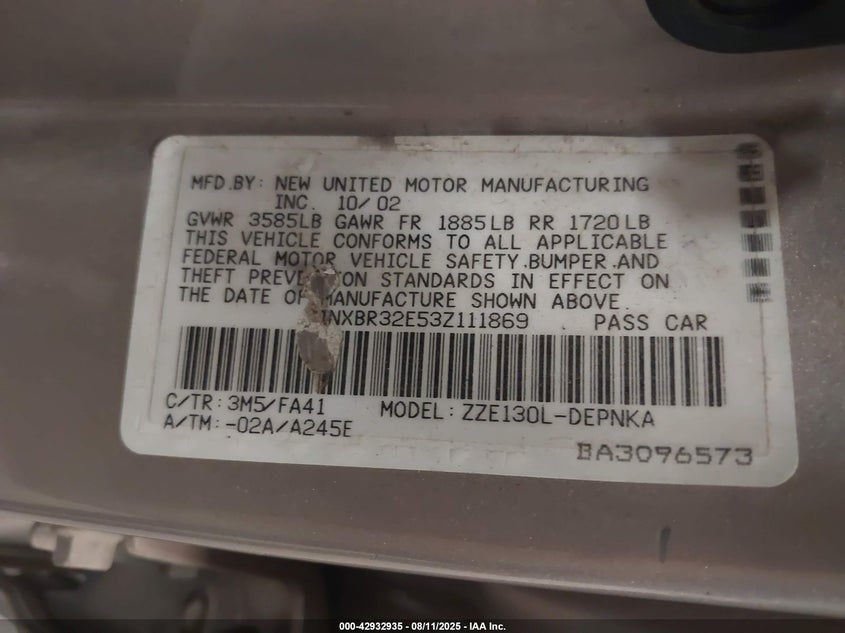 MFD.BY: NEW UNITED MOTOR MANUFACTURING
INC. 10/02
GVWR 3585LB GAWR FR 1885LB RR 1720LB
THIS VEHICLE CONFORMS TO ALL APPLICABLE
FEDERAL MOTOR VEHICLE SAFETY,BUMPER,AND
THEFT PREVENTION STANDARDS IN EFFECT ON
THE DATE OF MANUFACTURE SHOWN ABOVE.
NXBR32E53Z111869 PASS CAR
C/TR:3M5/FA41 MODEL:ZZE130L-DEPNKA
A/TM:-02A/A245E
BA3096573
000-42932935 - 08/11/2025 - IAA Inc.